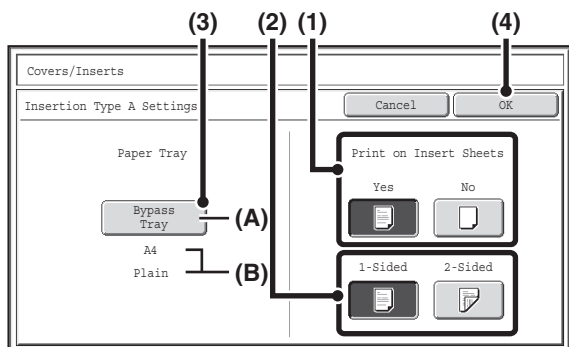 (3) (2) (1) (4)
Covers/Inserts
Insertion Type A Settings Cancel OK
Paper Tray Print on Insert Sheets
Yes No
Bypass
Tray (A)
A4
Plain (B)
1-Sided 2-Sided